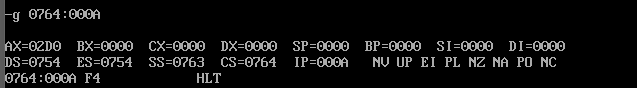 -g 0764:000A
AX=02D0 BX=0000 CX=0000 DX=0000 SP=0000 BP=0000 SI=0000 DI=0000
DS=0754 ES=0754 SS=0763 CS=0764 IP=000A NV UP EI PL NZ NA PO NC
0764:000A F4 HLT